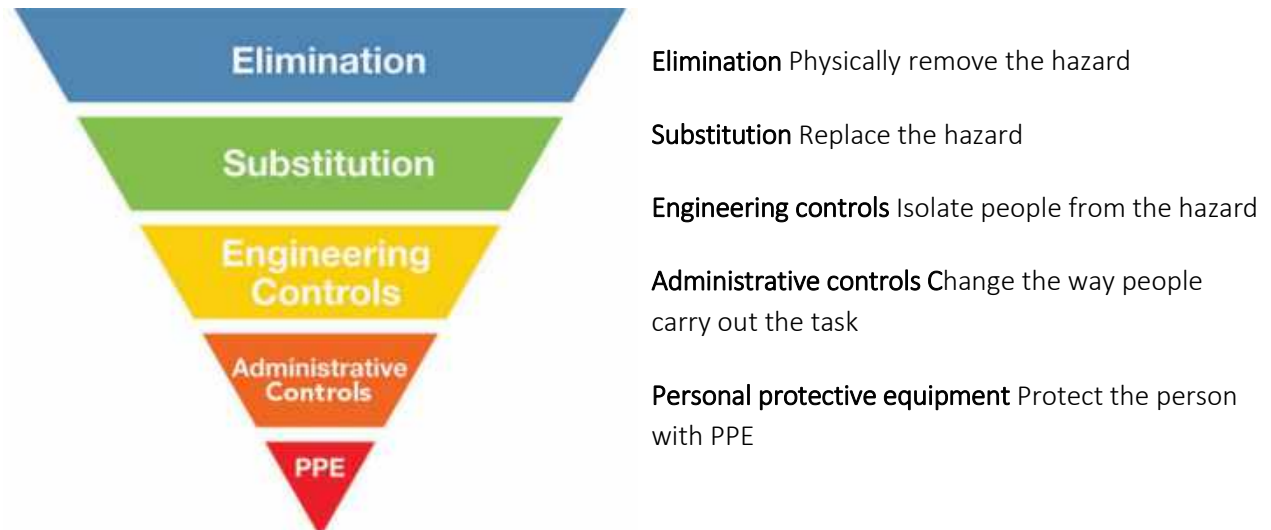 Elimination
Substitution
Engineering
Controls
Administrative
Controls
PPE
Elimination Physically remove the hazard
Substitution Replace the hazard
Engineering controls Isolate people from the hazard
Administrative controls Change the way people
carry out the task
Personal protective equipment Protect the person
with PPE